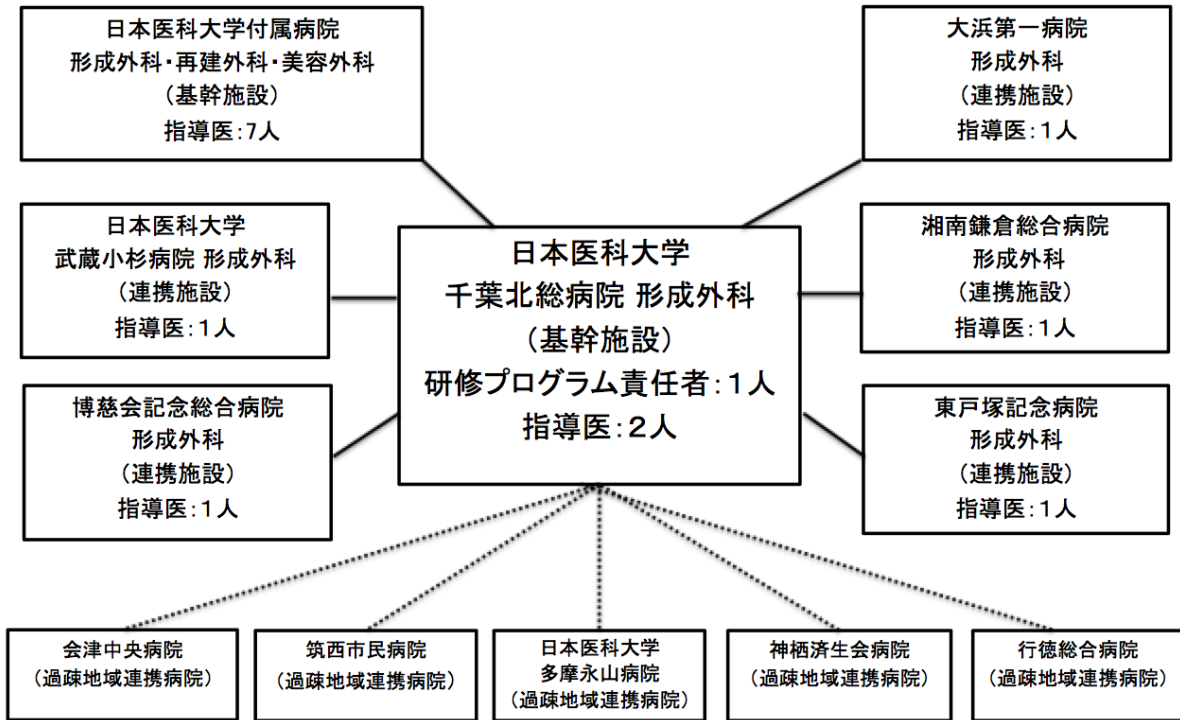 日本医科大学付属病院
形成外科・再建外科・美容外科
（基幹施設）
指導医：7人
大浜第一病院
形成外科
（連携施設）
指導医：１人
日本医科大学
武蔵小杉病院 形成外科
（連携施設）
指導医：１人
日本医科大学
千葉北総病院 形成外科
（基幹施設）
研修プログラム責任者：１人
指導医：２人
湘南鎌倉総合病院
形成外科
（連携施設）
指導医：１人
博慈会記念総合病院
形成外科
（連携施設）
指導医：１人
東戸塚記念病院
形成外科
（連携施設）
指導医：１人
会津中央病院
（過疎地域連携病院）
筑西市民病院
（過疎地域連携病院）
日本医科大学
多摩永山病院
（過疎地域連携病院）
神栖済生会病院
（過疎地域連携病院）
行徳総合病院
（過疎地域連携病院）